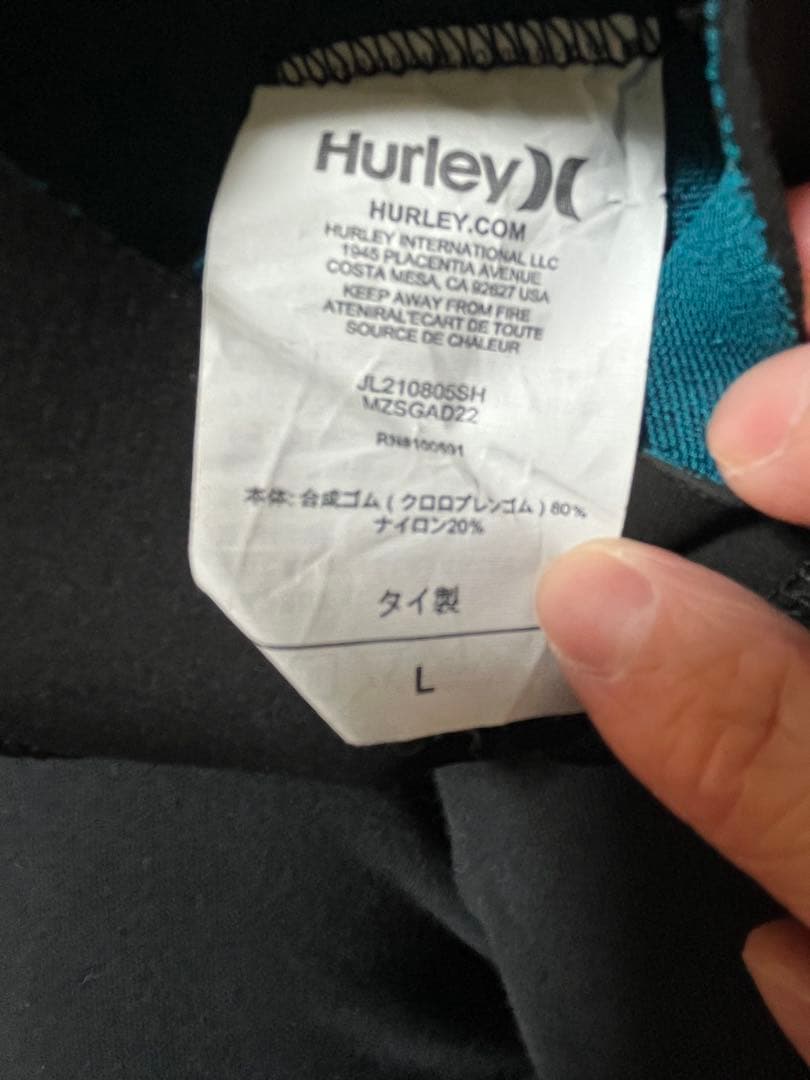 Hurley
HURLEY.COM
HURLEY INTERNATIONAL LLC
1945 PLACENTIA AVENUE
COSTA MESA, CA 92627 USA
KEEP AWAY FROM FIRE
ATENIRAL'ECART DE TOUTE
SOURCE DE CHALEUR
JL210805SH
MZSGAD22
本体: 合成ゴム ( クロロプレンゴム ) 80%
ナイロン20%
タイ製
L